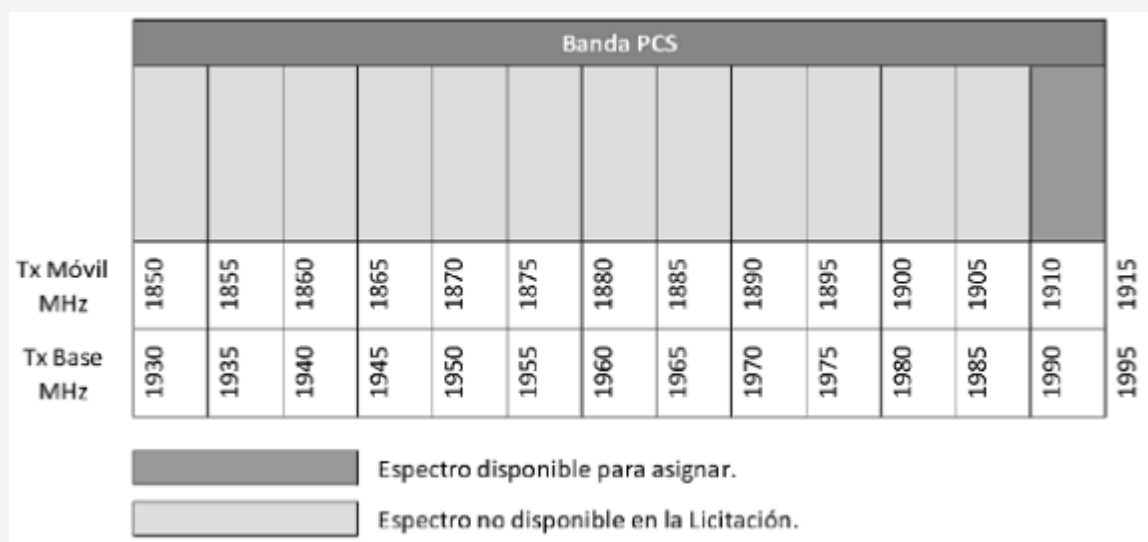 Banda PCS
Tx Móvil MHz
1850 1855 1860 1865 1870 1875 1880 1885 1890 1895 1900 1905 1910 1915
Tx Base MHz
1930 1935 1940 1945 1950 1955 1960 1965 1970 1975 1980 1985 1990 1995
Espectro disponible para asignar.
Espectro no disponible en la Licitación.